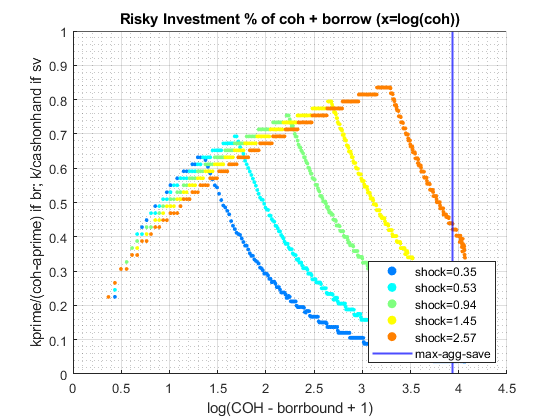 Risky Investment % of coh + borrow (x=log(coh))
kprime/(coh-aprime) if br; k/cashonhand if sv
1
0.9
0.8
0.7
0.6
0.5
0.4
0.3
0.2
0.1
0
0 0.5 1 1.5 2 2.5 3 3.5 4 4.5
log(COH - borrbound + 1)
shock=0.35
shock=0.53
shock=0.94
shock=1.45
shock=2.57
max-agg-save